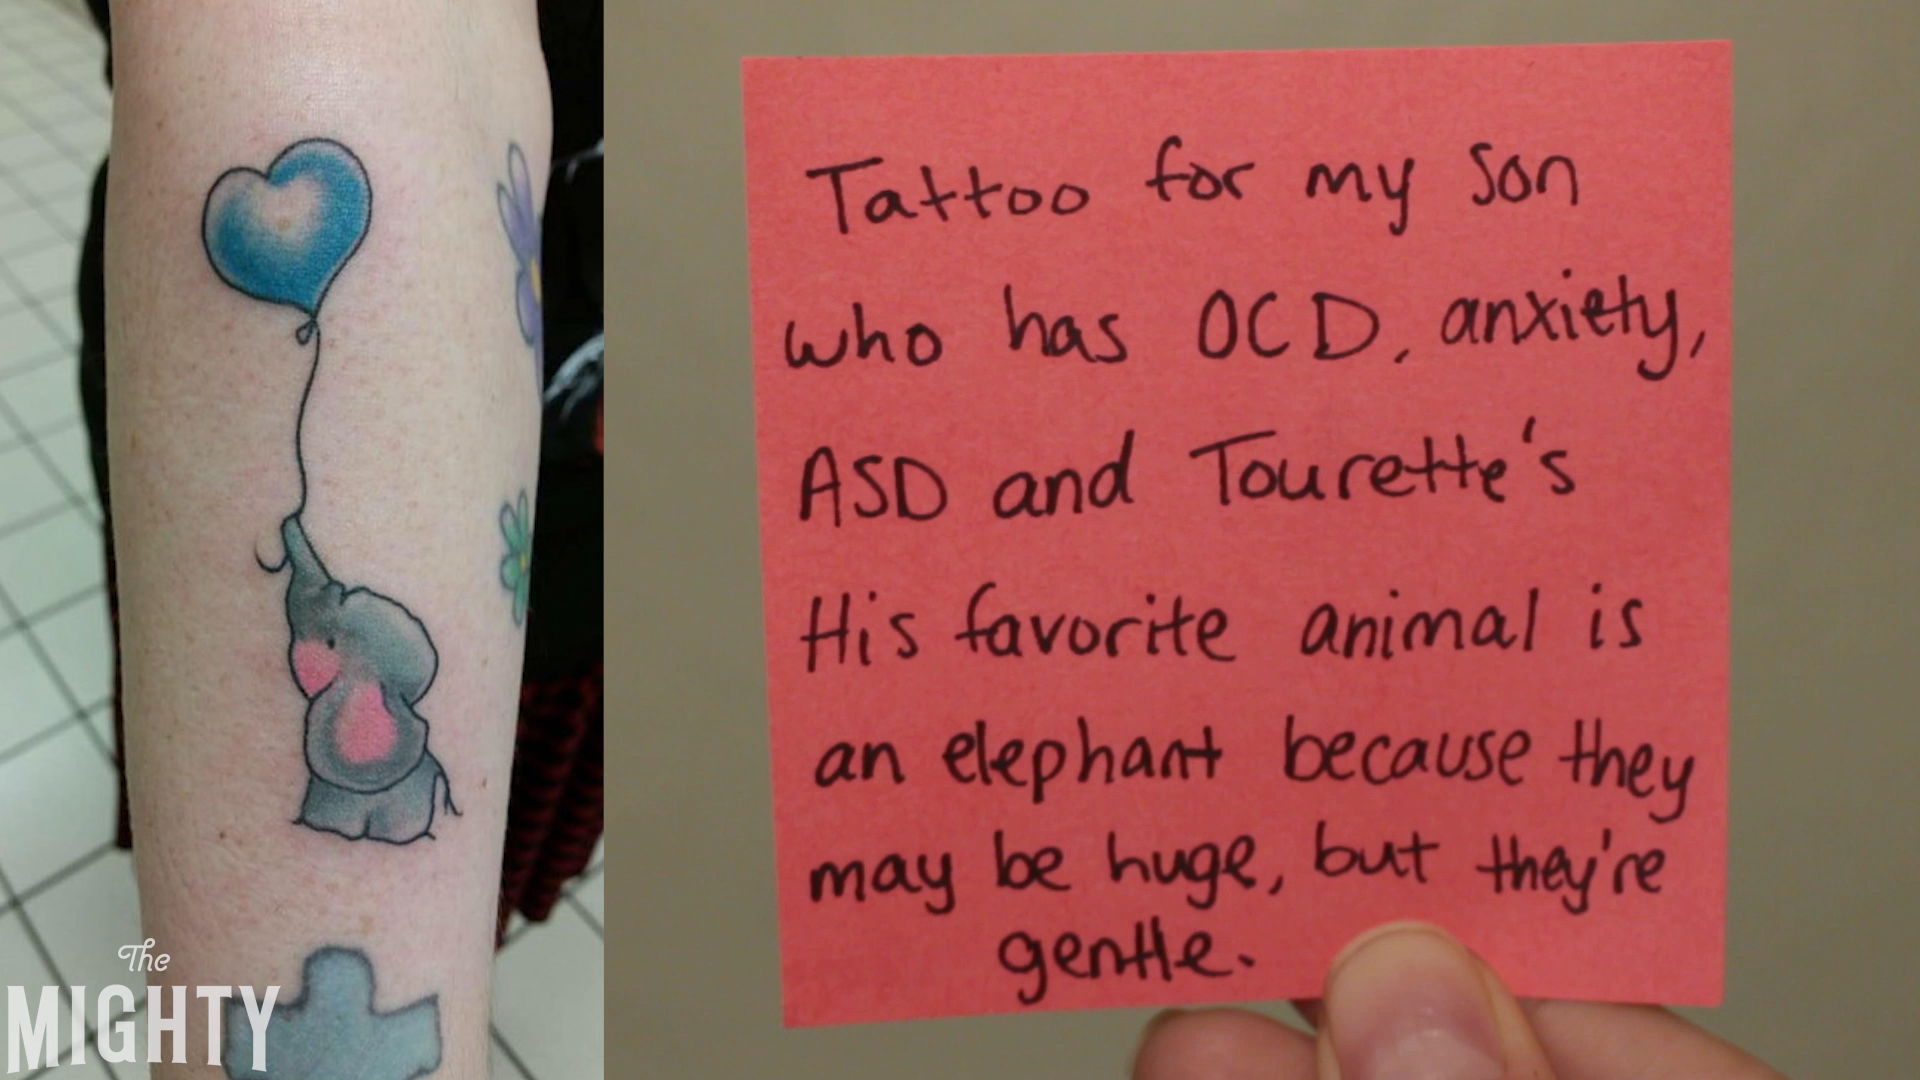 Tattoo for my son
who has OCD, anxiety,
ASD and Tourette's
His favorite animal is
an elephant because they
may be huge, but they're
gentle.
The
MIGHTY